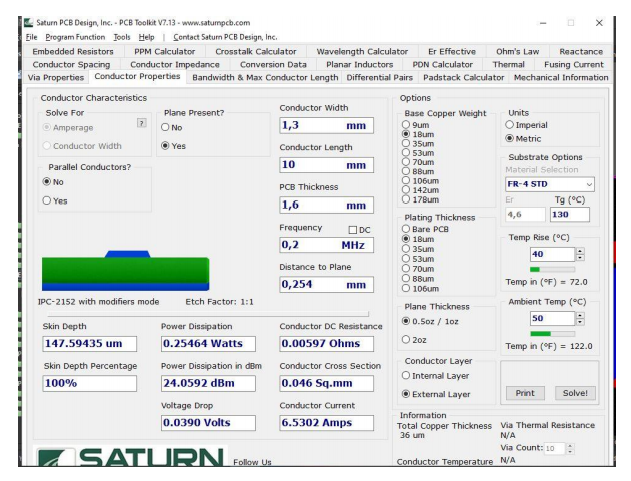 Saturn PCB Design, Inc. - PCB Toolkit V7.13 - www.saturnpcb.com
File Program Function Tools Help | Contact Saturn PCB Design, Inc.
Embedded Resistors PPM Calculator Crosstalk Calculator Wavelength Calculator Er Effective Ohm's Law Reactance
Conductor Spacing Conductor Impedance Conversion Data Planar Inductors PDN Calculator Thermal Fusing Current
Via Properties Conductor Properties Bandwidth & Max Conductor Length Differential Pairs Padstack Calculator Mechanical Information
Conductor Characteristics
Solve For
Amperage
?
Conductor Width
Plane Present?
No
Yes
Parallel Conductors?
No
Yes
Conductor Width
1,3 mm
Conductor Length
10 mm
PCB Thickness
1,6 mm
Frequency DC
0,2 MHz
Distance to Plane
0,254 mm
IPC-2152 with modifiers mode Etch Factor: 1:1
Skin Depth
147.59435 um
Power Dissipation
0.25464 Watts
Conductor DC Resistance
0.00597 Ohms
Skin Depth Percentage
100%
Power Dissipation in dBm
24.0592 dBm
Conductor Cross Section
0.046 Sq.mm
Voltage Drop
0.0390 Volts
Conductor Current
6.5302 Amps
SATURN Follow Us
Options
Base Copper Weight
9um
18um
35um
53um
70um
88um
106um
142um
178um
Plating Thickness
Bare PCB
18um
35um
53um
70um
88um
106um
Plane Thickness
0.5oz / 1oz
2oz
Conductor Layer
Internal Layer
External Layer
Units
Imperial
Metric
Substrate Options
Material Selection
FR-4 STD
Er Tg (°C)
4,6 130
Temp Rise (°C)
40
Temp in (°F) = 72.0
Ambient Temp (°C)
50
Temp in (°F) = 122.0
Print Solve!
Information
Total Copper Thickness
36 um
Via Thermal Resistance
N/A
Via Count: 10
Conductor Temperature N/A